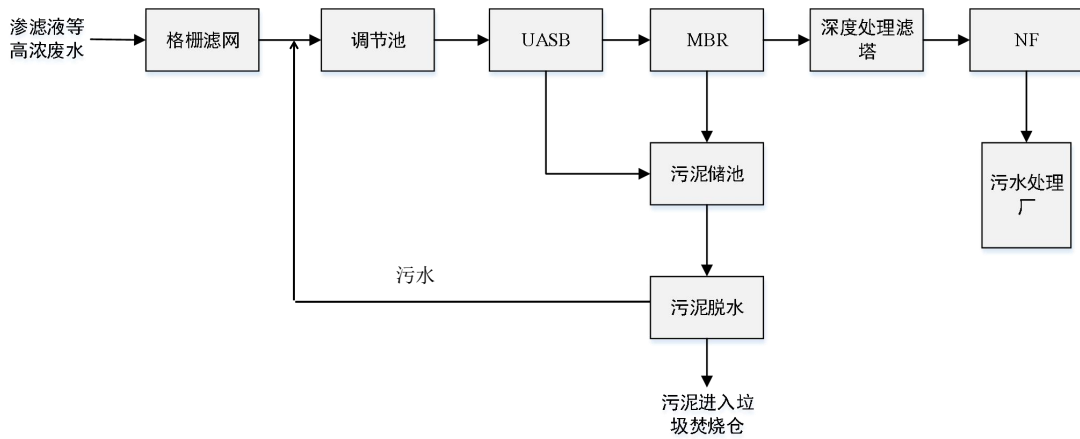 渗滤液等
高浓废水
格栅滤网
调节池
UASB
MBR
深度处理滤
塔
NF
污泥储池
污水处理
厂
污水
污泥脱水
污泥进入垃
圾焚烧仓